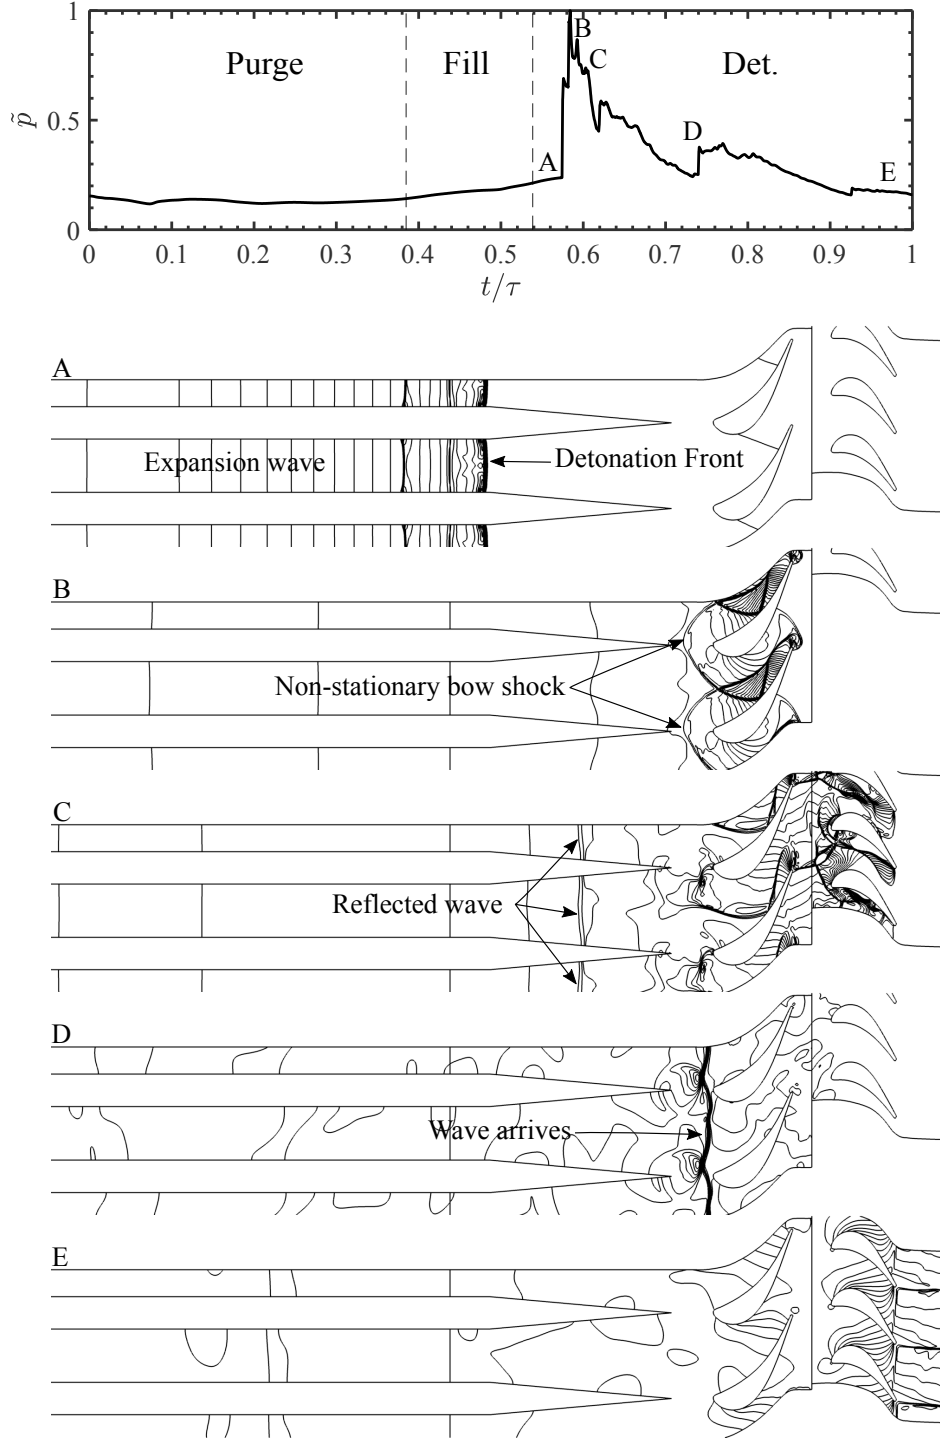 1
Purge
Fill
B
C
Det.
p̃
0.5
A
D
E
0
0
0.1
0.2
0.3
0.4
0.5
0.6
0.7
0.8
0.9
1
t/τ
A
Expansion wave
Detonation Front
B
Non-stationary bow shock
C
Reflected wave
D
Wave arrives
E